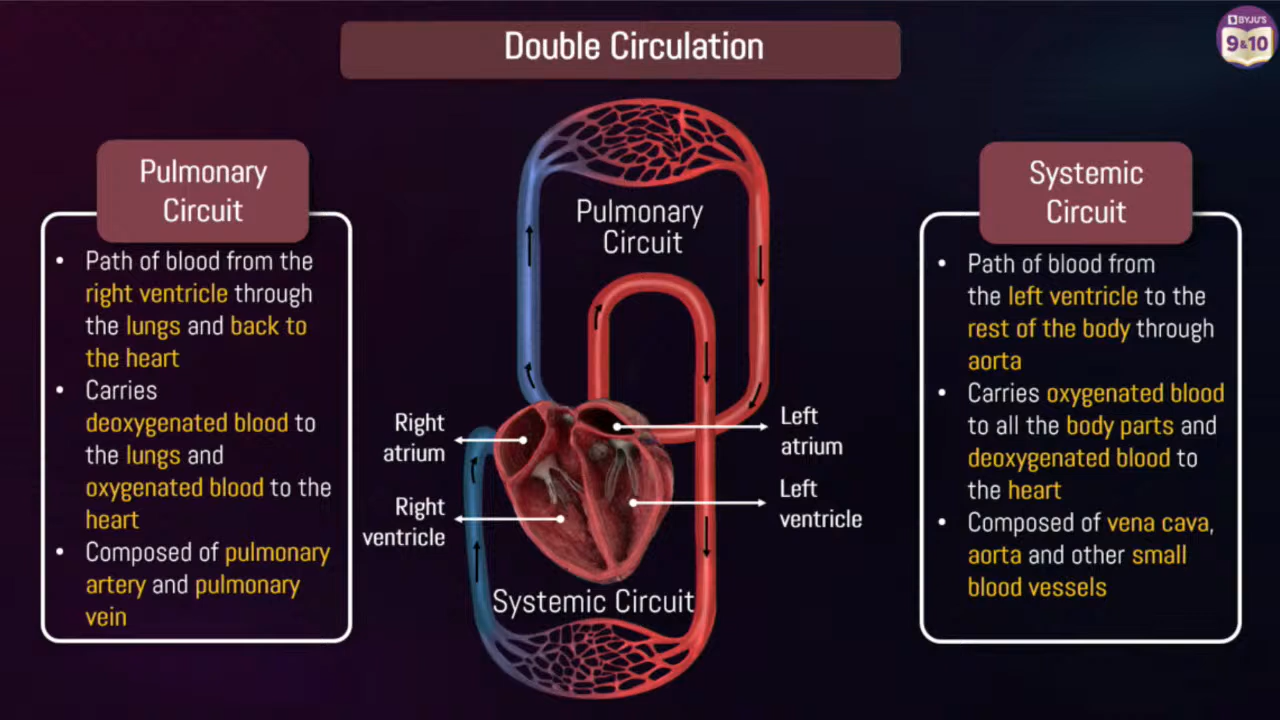 Double Circulation
BYJU'S
9&10
Pulmonary
Circuit
• Path of blood from the
right ventricle through
the lungs and back to
the heart
• Carries
deoxygenated blood to
the lungs and
oxygenated blood to the
heart
• Composed of pulmonary
artery and pulmonary
vein
Pulmonary
Circuit
Right
atrium
Right
ventricle
Left
atrium
Left
ventricle
Systemic Circuit
Systemic
Circuit
• Path of blood from
the left ventricle to the
rest of the body through
aorta
• Carries oxygenated blood
to all the body parts and
deoxygenated blood to
the heart
• Composed of vena cava,
aorta and other small
blood vessels